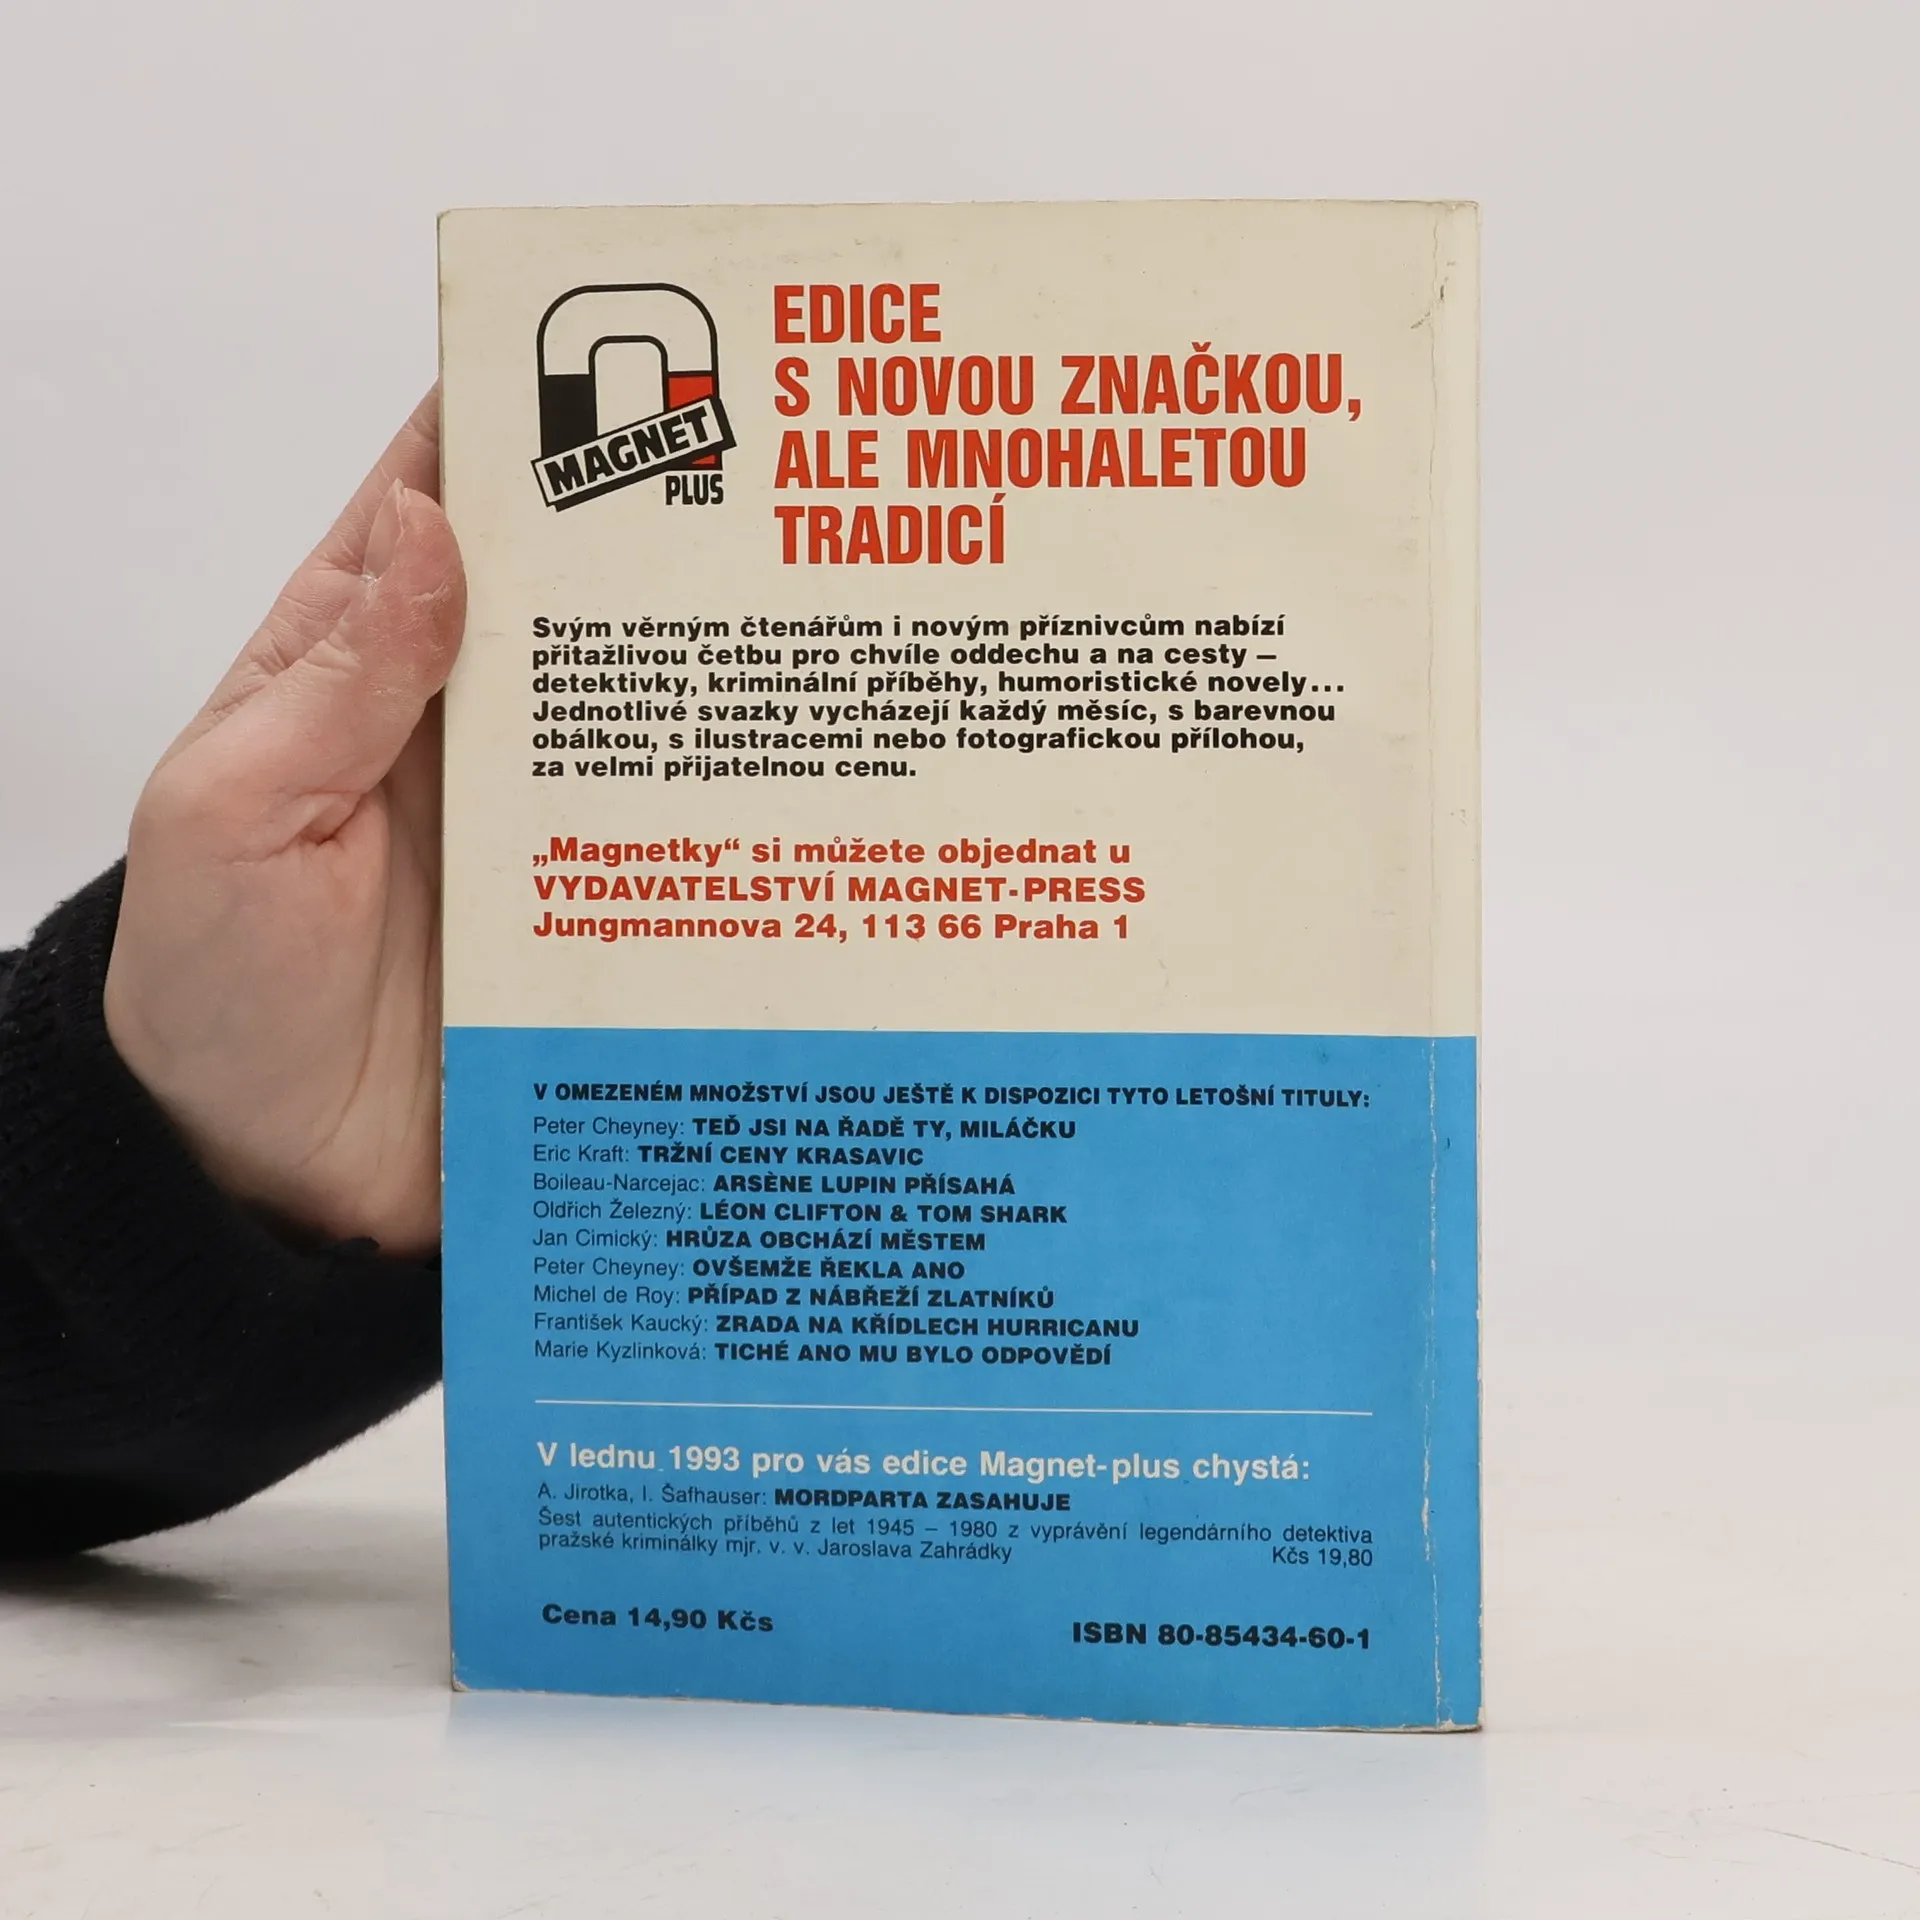 MAGNET
PLUS
EDICE
S NOVOU ZNAČKOU,
ALE MNOHALETOU
TRADICÍ
Svým věrným čtenářům i novým příznivcům nabízí
přitažlivou četbu pro chvíle oddechu a na cesty –
detektivky, kriminální příběhy, humoristické novely...
Jednotlivé svazky vycházejí každý měsíc, s barevnou
obálkou, s ilustracemi nebo fotografickou přílohou,
za velmi přijatelnou cenu.
„Magnetky“ si můžete objednat u
VYDAVATELSTVÍ MAGNET-PRESS
Jungmannova 24, 113 66 Praha 1
V OMEZENÉM MNOŽSTVÍ JSOU JEŠTĚ K DISPOZICI TYTO LETOŠNÍ TITULY:
Peter Cheyney: TEĎ JSI NA ŘADĚ TY, MILÁČKU
Eric Kraft: TRŽNÍ CENY KRASAVIC
Boileau-Narcejac: ARSÈNE LUPIN PŘÍSAHÁ
Oldřich Železný: LÉON CLIFTON & TOM SHARK
Jan Cimický: HRŮZA OBCHÁZÍ MĚSTEM
Peter Cheyney: OVŠEMŽE ŘEKLA ANO
Michel de Roy: PŘÍPAD Z NÁBŘEŽÍ ZLATNÍKŮ
František Kaucký: ZRADA NA KŘÍDLECH HURRICANU
Marie Kyzlinková: TICHÉ ANO MU BYLO ODPOVĚDÍ
V lednu 1993 pro vás edice Magnet-plus chystá:
A. Jirotka, I. Šafhauser: MORDPARTA ZASAHUJE
Šest autentických příběhů z let 1945 – 1980 z vyprávění legendárního detektiva
pražské kriminálky mjr. v. v. Jaroslava Zahrádky Kčs 19,80
Cena 14,90 Kčs
ISBN 80-85434-60-1